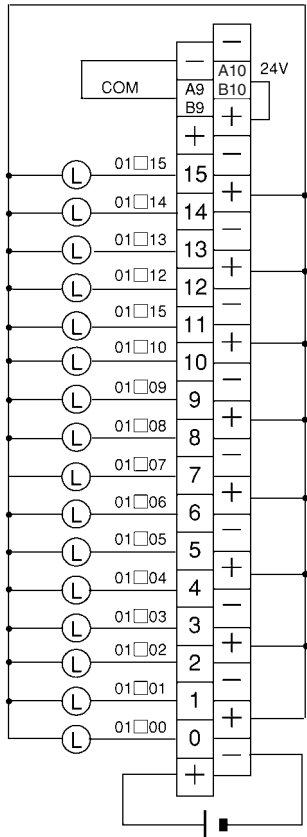 −
− A10 24V
COM A9 B10
B9 +
+ −
L 01□15 15 +
L 01□14 14 −
L 01□13 13 +
L 01□12 12 −
L 01□15 11 +
L 01□10 10 −
L 01□09 9 +
L 01□08 8 −
L 01□07 7 +
L 01□06 6 −
L 01□05 5 +
L 01□04 4 −
L 01□03 3 +
L 01□02 2 −
L 01□01 1 +
L 01□00 0 −
+